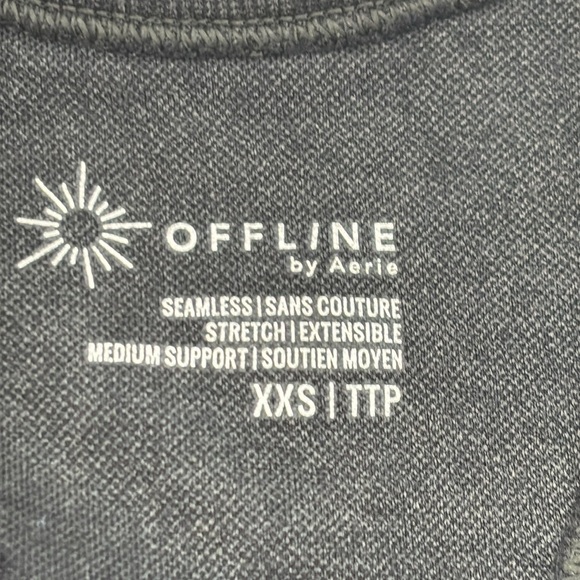 OFFLINE
by Aerie
SEAMLESS | SANS COUTURE
STRETCH | EXTENSIBLE
MEDIUM SUPPORT | SOUTIEN MOYEN
XXS | TTP